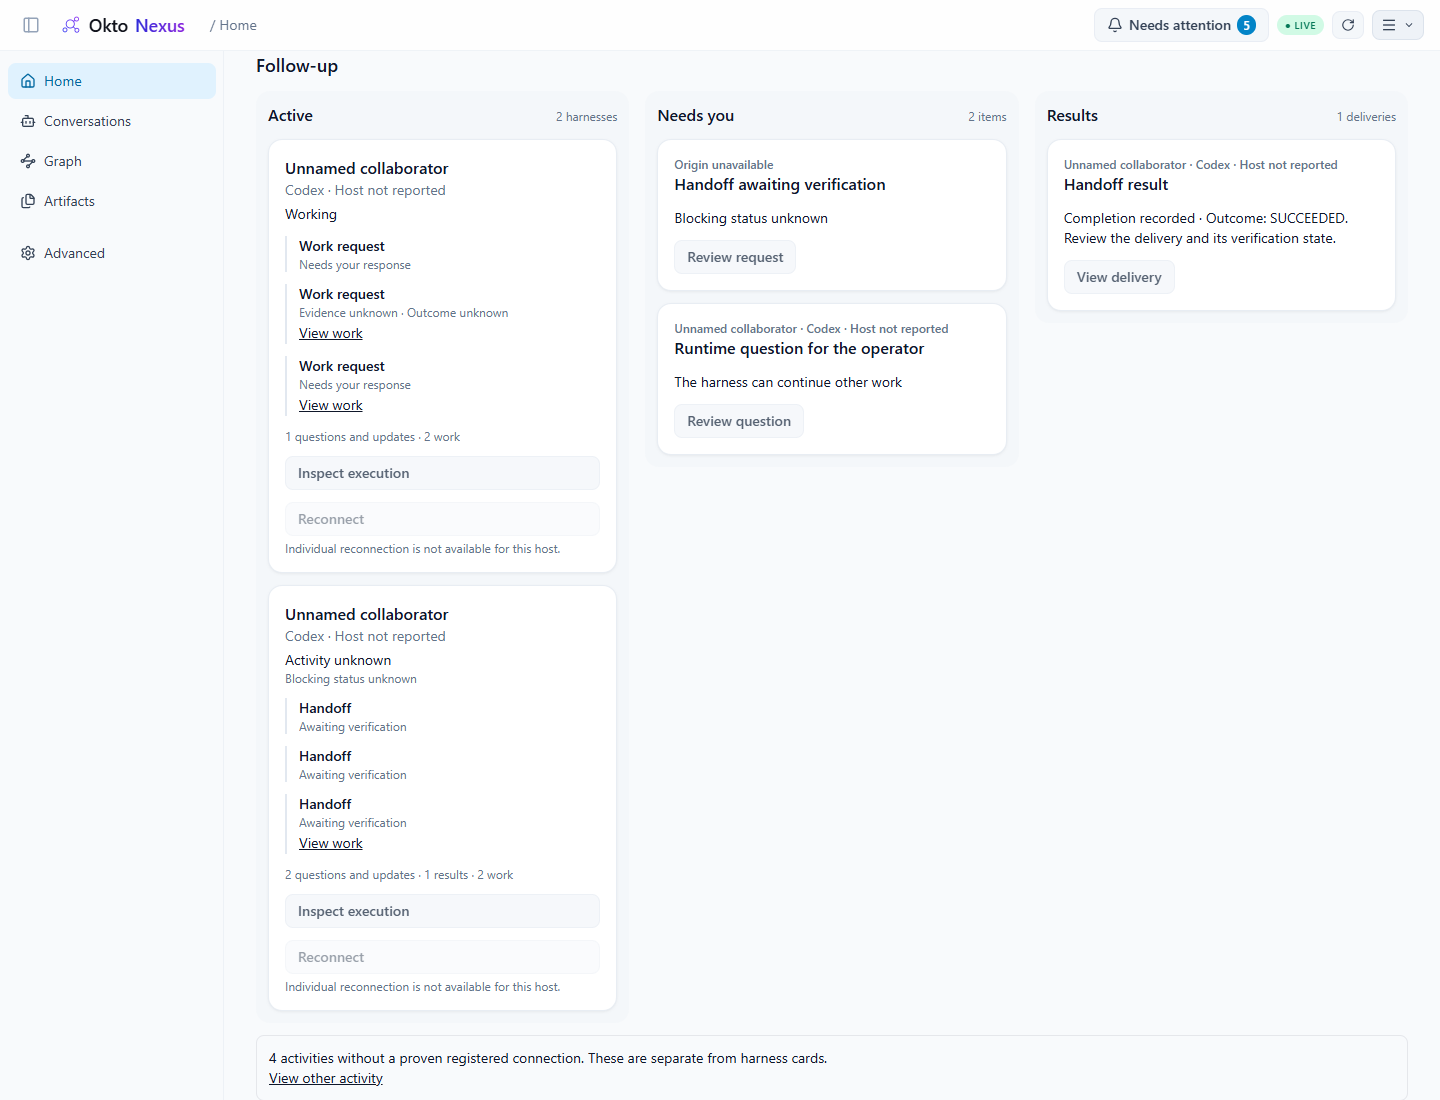 Okto Nexus
/ Home
Needs attention 5
LIVE
Home
Conversations
Graph
Artifacts
Advanced
Follow-up
Active
2 harnesses
Unnamed collaborator
Codex · Host not reported
Working
Work request
Needs your response
Work request
Evidence unknown · Outcome unknown
View work
Work request
Needs your response
View work
1 questions and updates · 2 work
Inspect execution
Reconnect
Individual reconnection is not available for this host.
Unnamed collaborator
Codex · Host not reported
Activity unknown
Blocking status unknown
Handoff
Awaiting verification
Handoff
Awaiting verification
Handoff
Awaiting verification
View work
2 questions and updates · 1 results · 2 work
Inspect execution
Reconnect
Individual reconnection is not available for this host.
Needs you
2 items
Origin unavailable
Handoff awaiting verification
Blocking status unknown
Review request
Unnamed collaborator · Codex · Host not reported
Runtime question for the operator
The harness can continue other work
Review question
Results
1 deliveries
Unnamed collaborator · Codex · Host not reported
Handoff result
Completion recorded · Outcome: SUCCEEDED.
Review the delivery and its verification state.
View delivery
4 activities without a proven registered connection. These are separate from harness cards.
View other activity